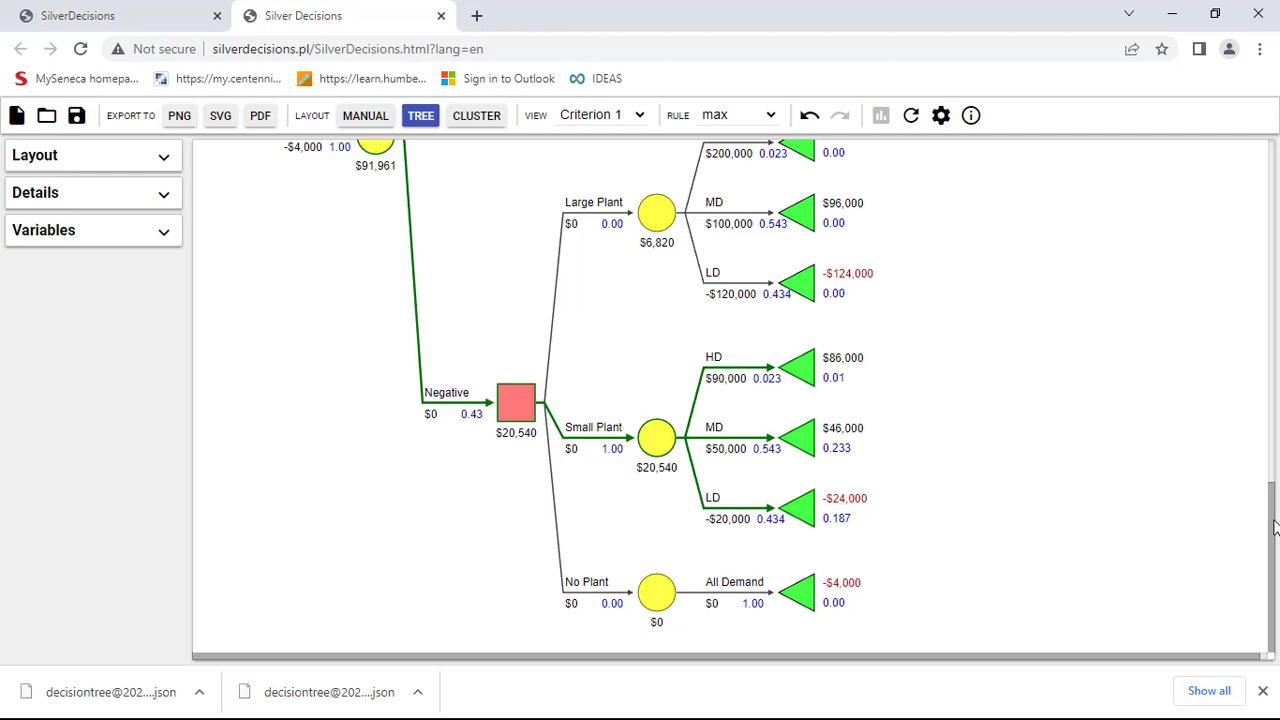 SilverDecisions
Silver Decisions
Not secure
silverdecisions.pl/SilverDecisions.html?lang=en
MySeneca homepa...
https://my.centenni...
https://learn.humbe...
Sign in to Outlook
IDEAS
EXPORT TO PNG SVG PDF LAYOUT MANUAL TREE CLUSTER VIEW Criterion 1 RULE max
Layout
Details
Variables
-$4,000 1.00
$91,961
$200,000 0.023
0.00
Large Plant
$0 0.00
$6,820
MD
$100,000 0.543
$96,000
0.00
LD
-$120,000 0.434
-$124,000
0.00
Negative
$0 0.43
$20,540
Small Plant
$0 1.00
$20,540
HD
$90,000 0.023
$86,000
0.01
MD
$50,000 0.543
$46,000
0.233
LD
-$20,000 0.434
-$24,000
0.187
No Plant
$0 0.00
$0
All Demand
$0 1.00
-$4,000
0.00
decisiontree@202....json
decisiontree@202....json
Show all